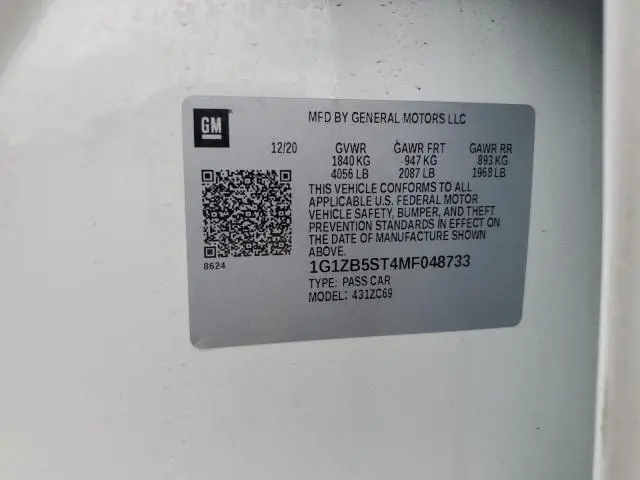 GM
MFD BY GENERAL MOTORS LLC
12/20 GVWR GAWR FRT GAWR RR
1840 KG 947 KG 893 KG
4056 LB 2087 LB 1968 LB
THIS VEHICLE CONFORMS TO ALL
APPLICABLE U.S. FEDERAL MOTOR
VEHICLE SAFETY, BUMPER, AND THEFT
PREVENTION STANDARDS IN EFFECT ON
THE DATE OF MANUFACTURE SHOWN
ABOVE.
8624
1G1ZB5ST4MF048733
TYPE: PASS CAR
MODEL: 431ZC69